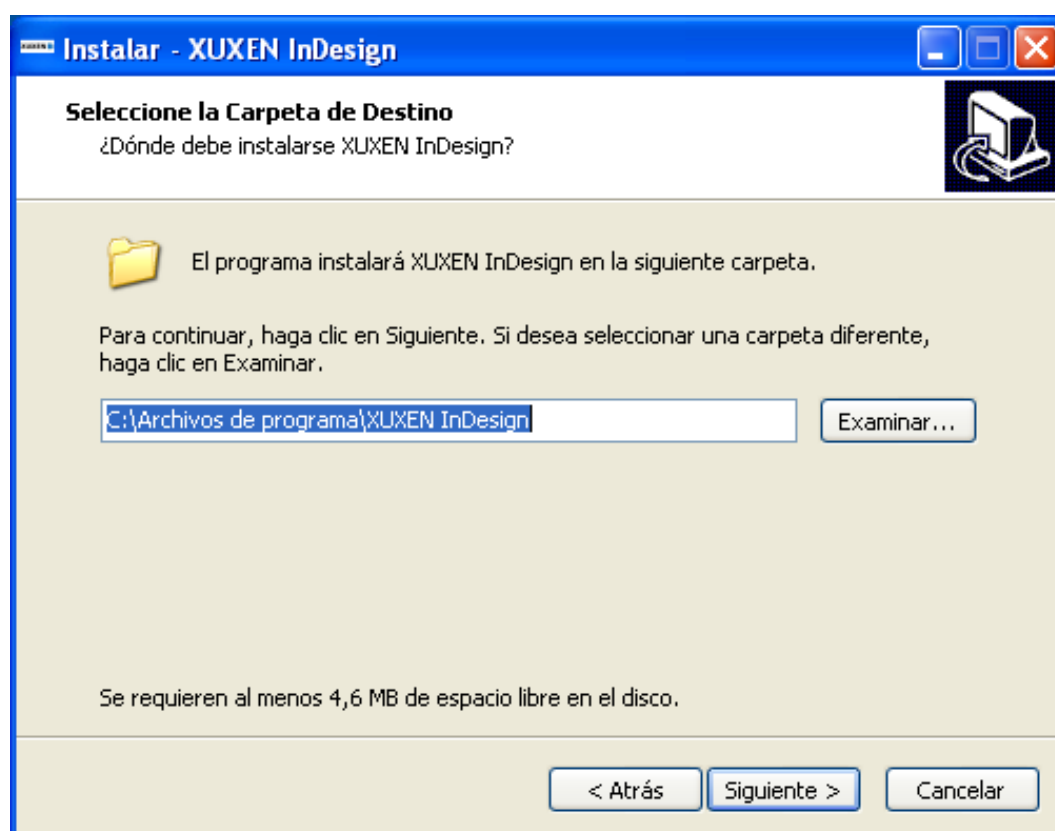 Instalar - XUXEN InDesign
Seleccione la Carpeta de Destino
¿Dónde debe instalarse XUXEN InDesign?
El programa instalará XUXEN InDesign en la siguiente carpeta.
Para continuar, haga clic en Siguiente. Si desea seleccionar una carpeta diferente,
haga clic en Examinar.
C:\Archivos de programa\XUXEN InDesign
Examinar...
Se requieren al menos 4,6 MB de espacio libre en el disco.
< Atrás
Siguiente >
Cancelar